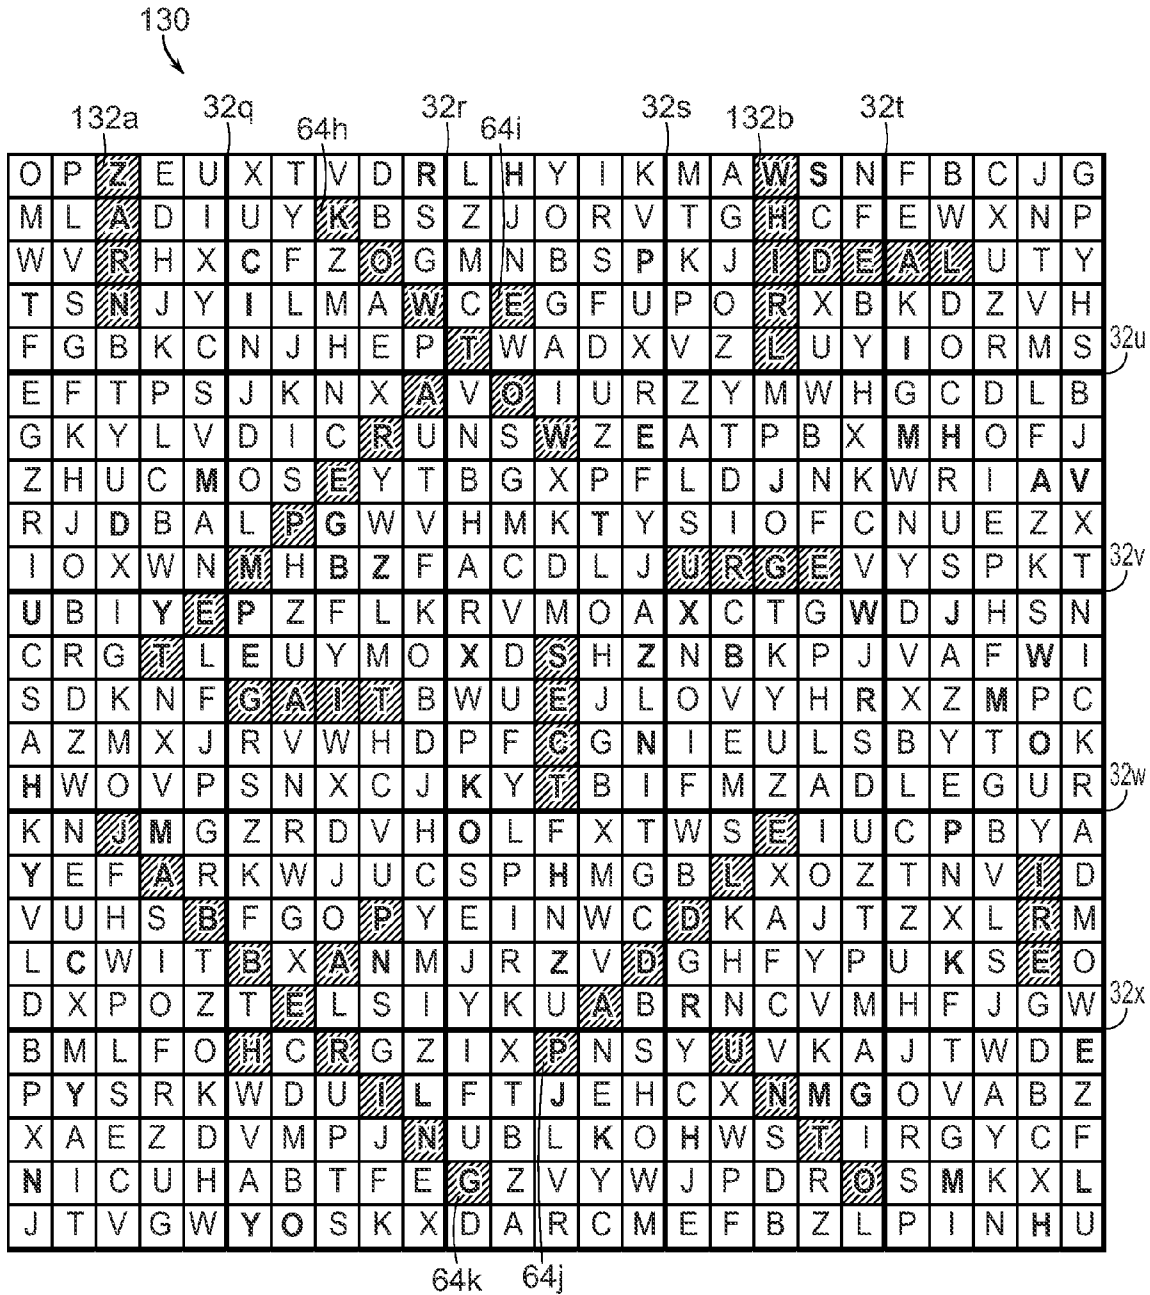 130
132a 32q 64h 32r 64i 32s 132b 32t
O P Z E U X T V D R L H Y I K M A W S N F B C J G
M L A D I U Y K B S Z J O R V T G H C F E W X N P
W V R H X C F Z O G M N B S P K J I D E A L U T Y
T S N J Y I L M A W C E G F U P O R X B K D Z V H
F G B K C N J H E P T W A D X V Z L U Y I O R M S
32u
E F T P S J K N X A V O I U R Z Y M W H G C D L B
G K Y L V D I C R U N S W Z E A T P B X M H O F J
Z H U C M O S E Y T B G X P F L D J N K W R I A V
R J D B A L P G W V H M K T Y S I O F C N U E Z X
I O X W N M H B Z F A C D L J U R G E V Y S P K T
32v
U B I Y E P Z F L K R V M O A X C T G W D J H S N
C R G T L E U Y M O X D S H Z N B K P J V A F W I
S D K N F G A I T B W U E J L O V Y H R X Z M P C
A Z M X J R V W H D P F C G N I E U L S B Y T O K
H W O V P S N X C J K Y T B I F M Z A D L E G U R
32w
K N J M G Z R D V H O L F X T W S E I U C P B Y A
Y E F A R K W J U C S P H M G B L X O Z T N V I D
V U H S B F G O P Y E I N W C D K A J T Z X L R M
L C W I T B X A N M J R Z V D G H F Y P U K S E O
D X P O Z T E L S I Y K U A B R N C V M H F J G W
32x
B M L F O H C R G Z I X P N S Y U V K A J T W D E
P Y S R K W D U I L F T J E H C X N M G O V A B Z
X A E Z D V M P J N U B L K O H W S T I R G Y C F
N I C U H A B T F E G Z V Y W J P D R O S M K X L
J T V G W Y O S K X D A R C M E F B Z L P I N H U
64k 64j